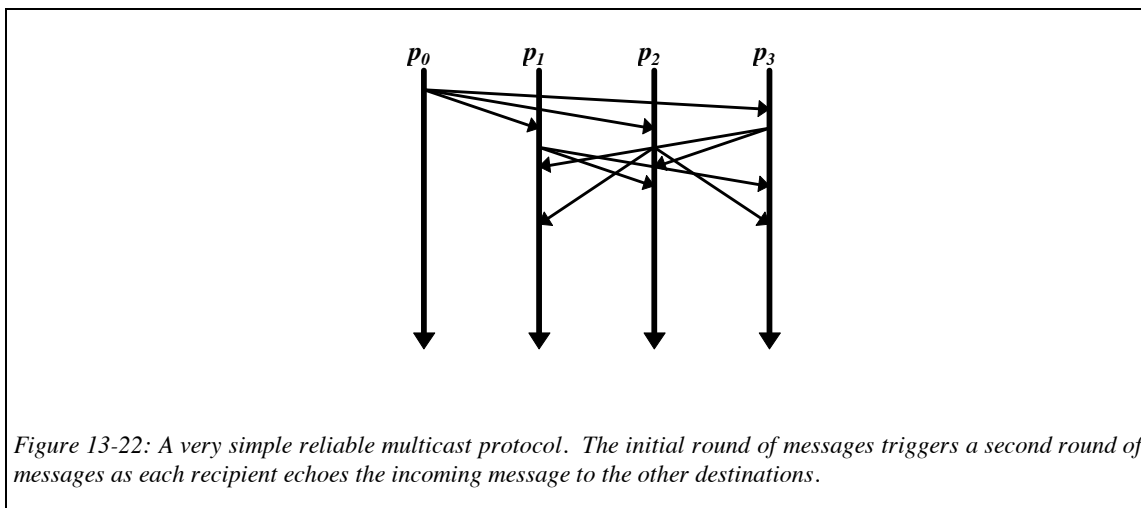 p0 p1 p2 p3
Figure 13-22: A very simple reliable multicast protocol. The initial round of messages triggers a second round of
messages as each recipient echoes the incoming message to the other destinations.